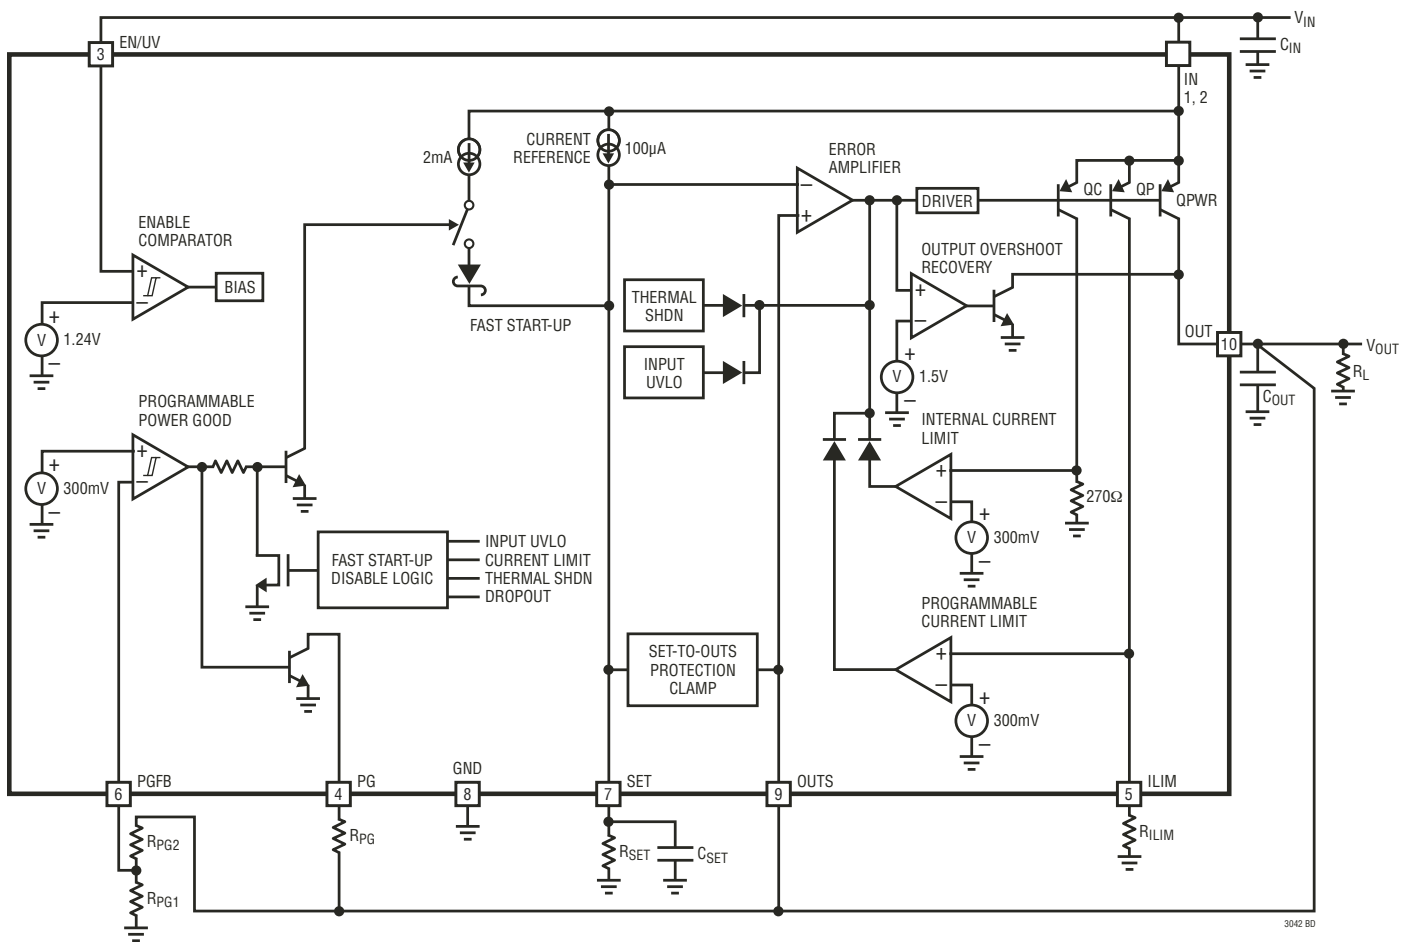 VIN
CIN
3
EN/UV
IN
1, 2
2mA
CURRENT
REFERENCE
100µA
ERROR
AMPLIFIER
−
+
DRIVER
QC
QP
QPWR
ENABLE
COMPARATOR
+
−
BIAS
+
V
1.24V
−
FAST START-UP
THERMAL
SHDN
INPUT
UVLO
OUTPUT OVERSHOOT
RECOVERY
+
−
+
V
1.5V
−
OUT
10
VOUT
RL
COUT
PROGRAMMABLE
POWER GOOD
+
−
+
V
300mV
−
INTERNAL CURRENT
LIMIT
+
−
270Ω
+
V
300mV
−
FAST START-UP
DISABLE LOGIC
INPUT UVLO
CURRENT LIMIT
THERMAL SHDN
DROPOUT
PROGRAMMABLE
CURRENT LIMIT
+
−
+
V
300mV
−
SET-TO-OUTS
PROTECTION
CLAMP
6
PGFB
4
PG
GND
8
7
SET
9
OUTS
5
ILIM
RPG2
RPG1
RPG
RSET
CSET
RILIM
3042 BD